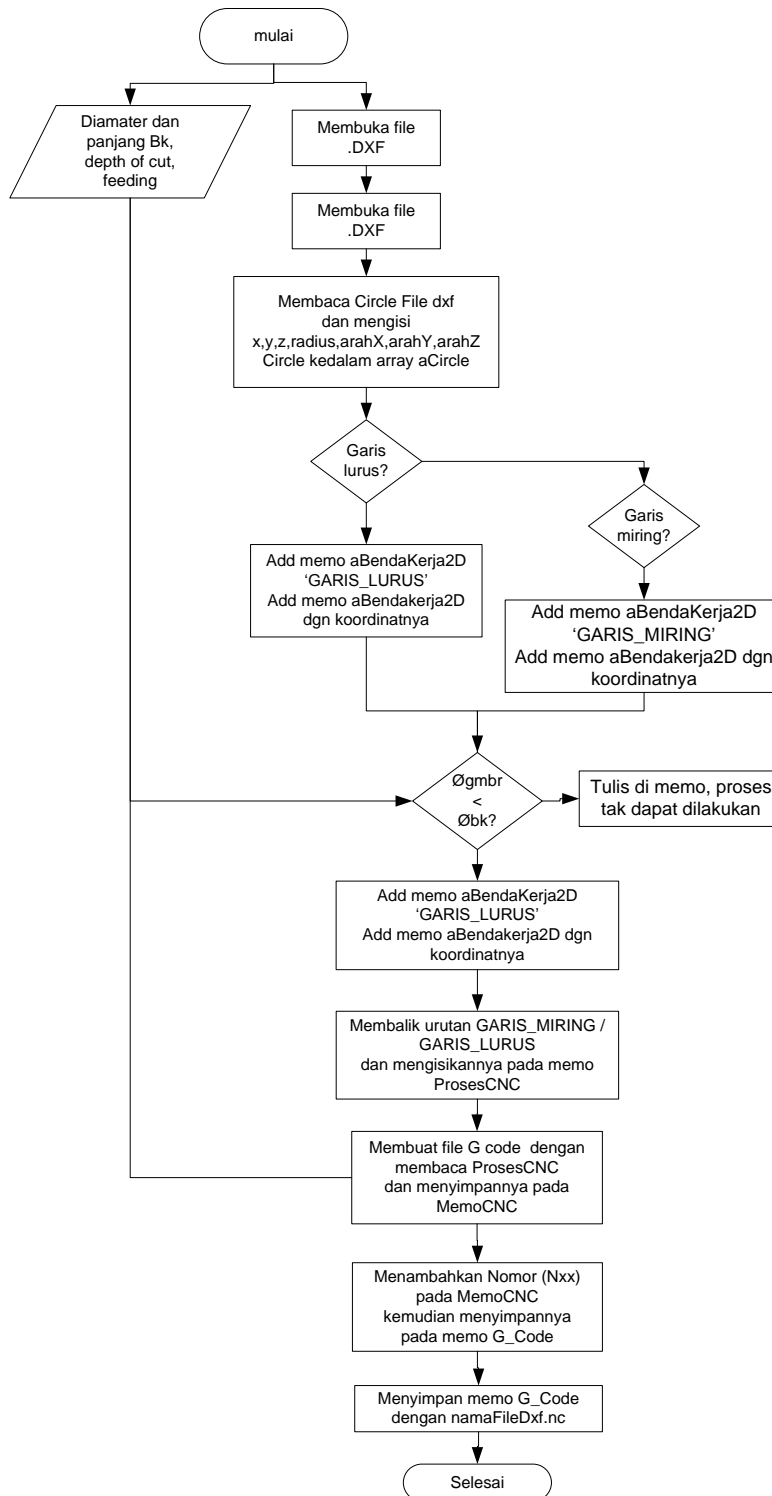 mulai
Diamater dan
panjang Bk,
depth of cut,
feeding
Membuka file
.DXF
Membuka file
.DXF
Membaca Circle File dxf
dan mengisi
x,y,z,radius,arahX,arahY,arahZ
Circle kedalam array aCircle
Garis
lurus?
Garis
miring?
Add memo aBendaKerja2D
‘GARIS_LURUS’
Add memo aBendakerja2D
dgn koordinatnya
Add memo aBendaKerja2D
‘GARIS_MIRING’
Add memo aBendakerja2D dgn
koordinatnya
Øgmbr
<
Øbk?
Tulis di memo, proses
tak dapat dilakukan
Add memo aBendaKerja2D
‘GARIS_LURUS’
Add memo aBendakerja2D dgn
koordinatnya
Membalik urutan GARIS_MIRING /
GARIS_LURUS
dan mengisikannya pada memo
ProsesCNC
Membuat file G code dengan
membaca ProsesCNC
dan menyimpannya pada
MemoCNC
Menambahkan Nomor (Nxx)
pada MemoCNC
kemudian menyimpannya
pada memo G_Code
Menyimpan memo G_Code
dengan namaFileDxf.nc
Selesai